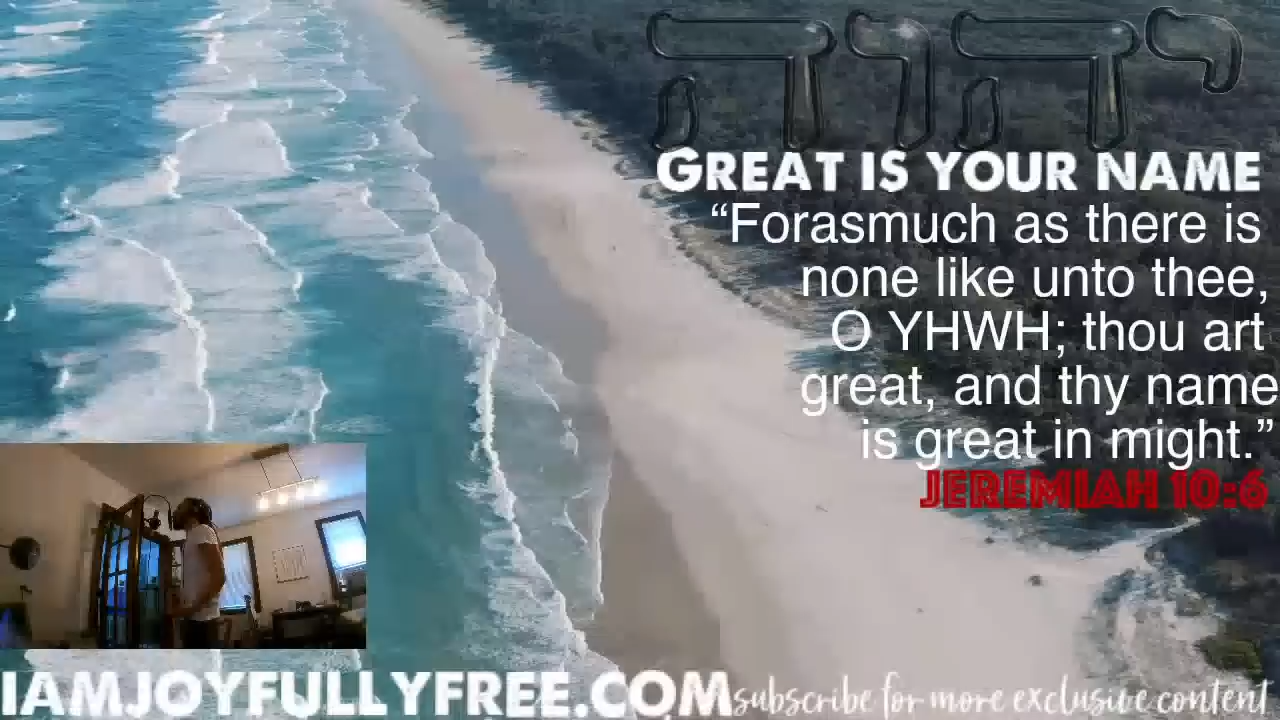 יהוה
GREAT IS YOUR NAME
“Forasmuch as there is
none like unto thee,
O YHWH; thou art
great, and thy name
is great in might.”
JEREMIAH 10:6
IAMJOYFULLYFREE.COM subscribe for more exclusive content